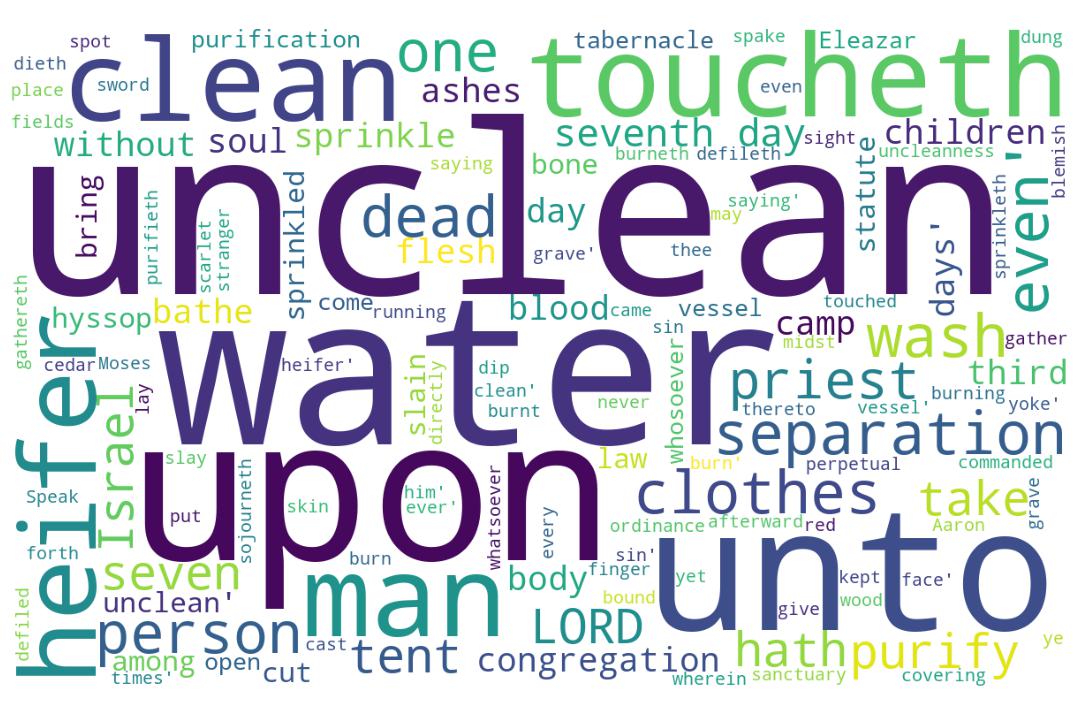 spot purification one tabernacle spake Eleazar dung
dieth clean toucheth
place sword ashes even
fields without soul sprinkle seventh day sight children
unclean
saying bone burneth defileth statute uncleanness even' blemish
bring purifieth scarlet stranger sprinkled dead day may saying' days' sprinkleth
flesh grave' thee
gathereth hyssop bathe come running blood came vessel touched
water
sin camp midst wash gather
heifer cedar Moses lay heifer' slain directly dip whosoever priest third
Israel clean' burnt never thereto vessel' burning yoke'
separation
upon
slay law burn' perpetual commanded
Speak put sojourneth skin him' ever' whatsoever every clothes take grave
forth seven burn ordinance afterward red Aaron
unto
defiled unclean' man body finger sin' yet kept face'
bound give wood
person cast LORD
among open tent congregation hath purify ye
times' cut wherein sanctuary covering